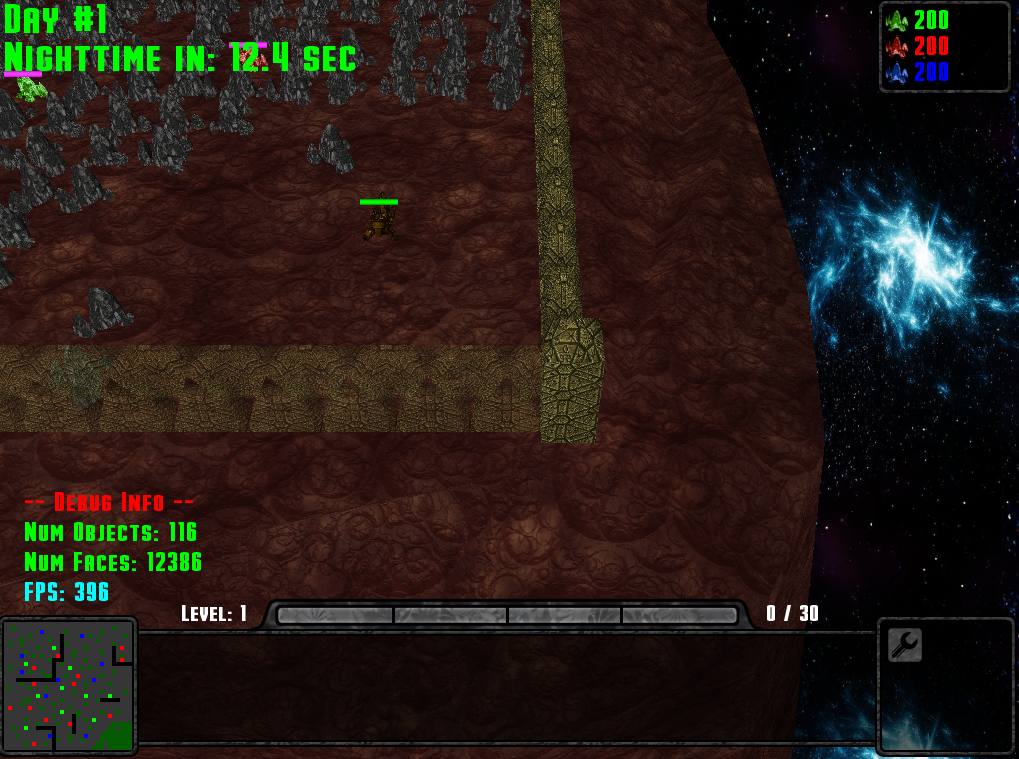 Day #1
Nighttime in: 12.4 sec
200
200
200
-- Debug Info --
Num Objects: 116
Num Faces: 12386
FPS: 396
Level: 1
0 / 30